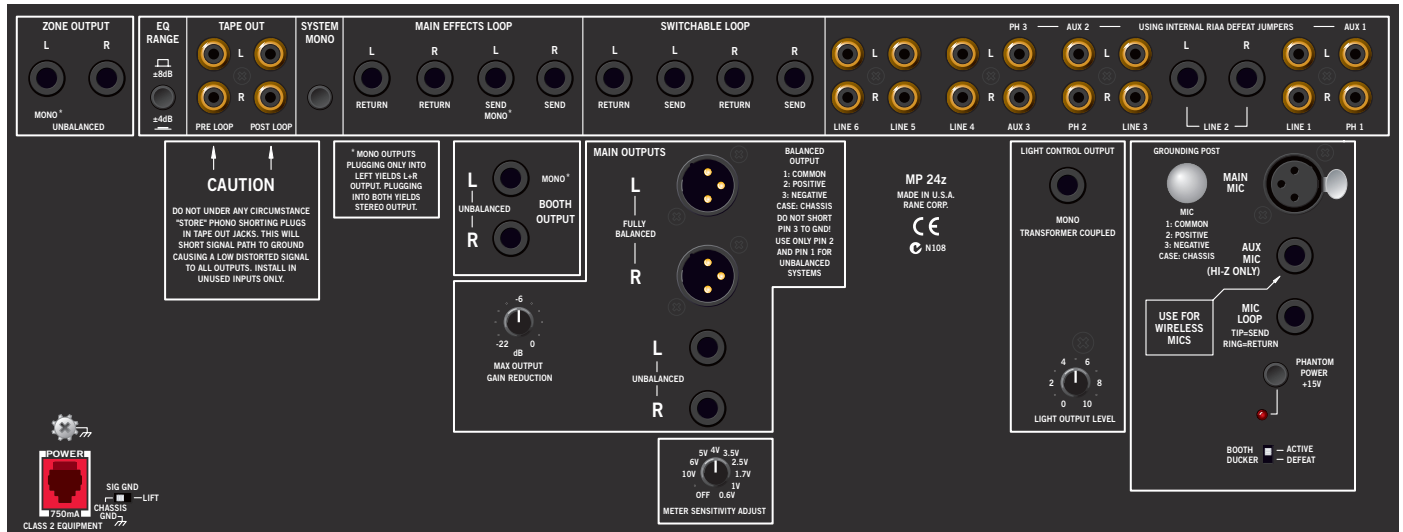 ZONE OUTPUT
L R
MONO*
UNBALANCED
EQ
RANGE
±8dB
±4dB
TAPE OUT
L
R
PRE LOOP POST LOOP
SYSTEM
MONO
MAIN EFFECTS LOOP
L R L R
RETURN RETURN SEND SEND
MONO*
SWITCHABLE LOOP
L L R R
RETURN SEND RETURN SEND
PH 3 AUX 2 USING INTERNAL RIAA DEFEAT JUMPERS AUX 1
L L L L R L
R R R R
LINE 6 LINE 5 LINE 4 AUX 3 PH 2 LINE 3 LINE 2 LINE 1 PH 1
CAUTION
DO NOT UNDER ANY CIRCUMSTANCE
"STORE" PHONO SHORTING PLUGS
IN TAPE OUT JACKS. THIS WILL
SHORT SIGNAL PATH TO GROUND
CAUSING A LOW DISTORTED SIGNAL
TO ALL OUTPUTS. INSTALL IN
UNUSED INPUTS ONLY.
* MONO OUTPUTS
PLUGGING ONLY INTO
LEFT YIELDS L+R
OUTPUT. PLUGGING
INTO BOTH YIELDS
STEREO OUTPUT.
L MONO*
UNBALANCED BOOTH
OUTPUT
R
MAIN OUTPUTS
L
FULLY
BALANCED
R
BALANCED
OUTPUT
1: COMMON
2: POSITIVE
3: NEGATIVE
CASE: CHASSIS
DO NOT SHORT
PIN 3 TO GND!
USE ONLY PIN 2
AND PIN 1 FOR
UNBALANCED
SYSTEMS
-6
-22 0
dB
MAX OUTPUT
GAIN REDUCTION
L
UNBALANCED
R
MP 24z
MADE IN U.S.A.
RANE CORP.
CE
C N108
LIGHT CONTROL OUTPUT
MONO
TRANSFORMER COUPLED
4 6
2 8
0 10
LIGHT OUTPUT LEVEL
GROUNDING POST
MAIN
MIC
MIC
1: COMMON
2: POSITIVE
3: NEGATIVE
CASE: CHASSIS
AUX
MIC
(HI-Z ONLY)
USE FOR
WIRELESS
MICS
MIC
LOOP
TIP=SEND
RING=RETURN
PHANTOM
POWER
+15V
BOOTH
DUCKER
ACTIVE
DEFEAT
5V 4V 3.5V
6V 2.5V
10V 1.7V
1V
OFF 0.6V
METER SENSITIVITY ADJUST
POWER
750mA
CLASS 2 EQUIPMENT
SIG GND
LIFT
CHASSIS
GND